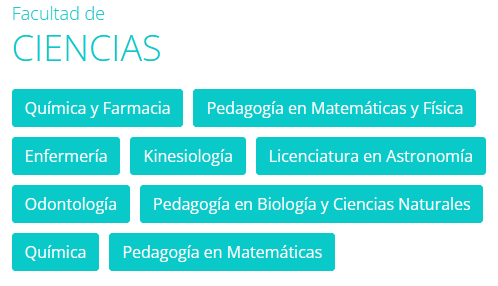 Facultad de
CIENCIAS
Química y Farmacia
Pedagogía en Matemáticas y Física
Enfermería
Kinesiología
Licenciatura en Astronomía
Odontología
Pedagogía en Biología y Ciencias Naturales
Química
Pedagogía en Matemáticas